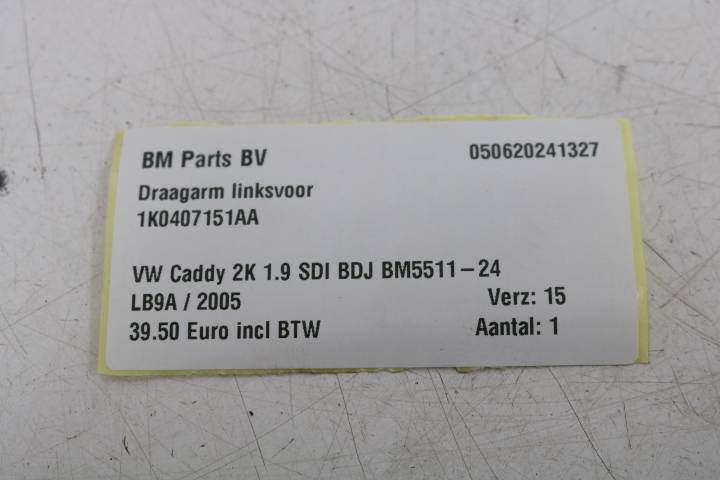 BM Parts BV 050620241327
Draagarm linksvoor
1K0407151AA
VW Caddy 2K 1.9 SDI BDJ BM5511-24
LB9A / 2005 Verz: 15
39.50 Euro incl BTW Aantal: 1